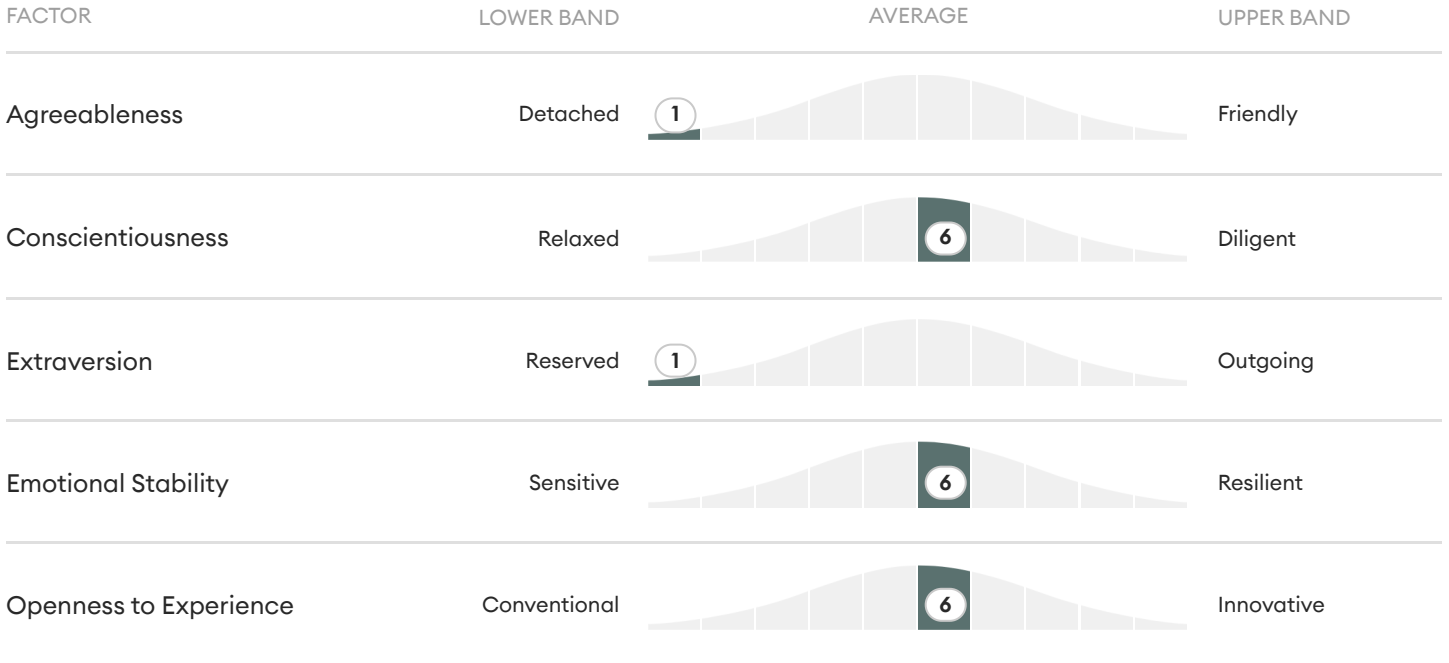 FACTOR LOWER BAND AVERAGE UPPER BAND
Agreeableness Detached 1 Friendly
Conscientiousness Relaxed 6 Diligent
Extraversion Reserved 1 Outgoing
Emotional Stability Sensitive 6 Resilient
Openness to Experience Conventional 6 Innovative